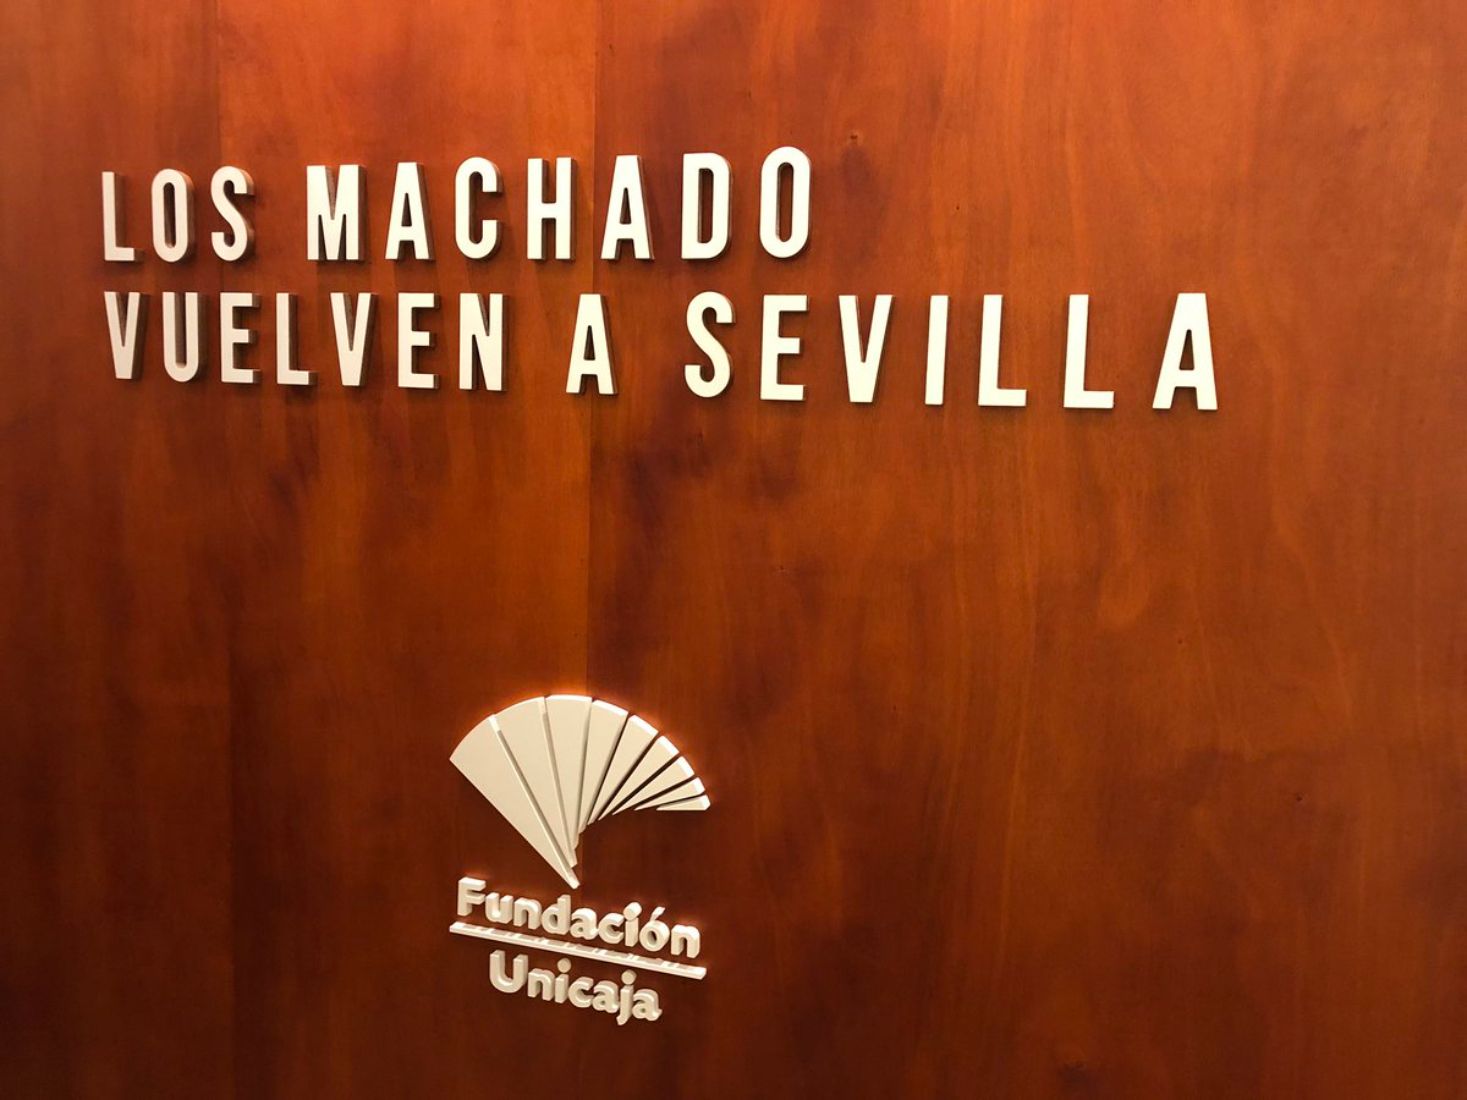 LOS MACHADO
VUELVEN A SEVILLA
Fundación
Unicaja